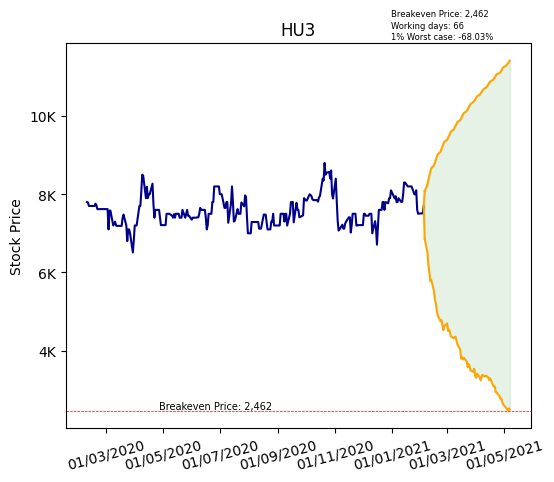 Breakeven Price: 2,462
Working days: 66
1% Worst case: -68.03%
HU3
Stock Price
10K
8K
6K
4K
Breakeven Price: 2,462
01/03/2020
01/05/2020
01/07/2020
01/09/2020
01/11/2020
01/01/2021
01/03/2021
01/05/2021